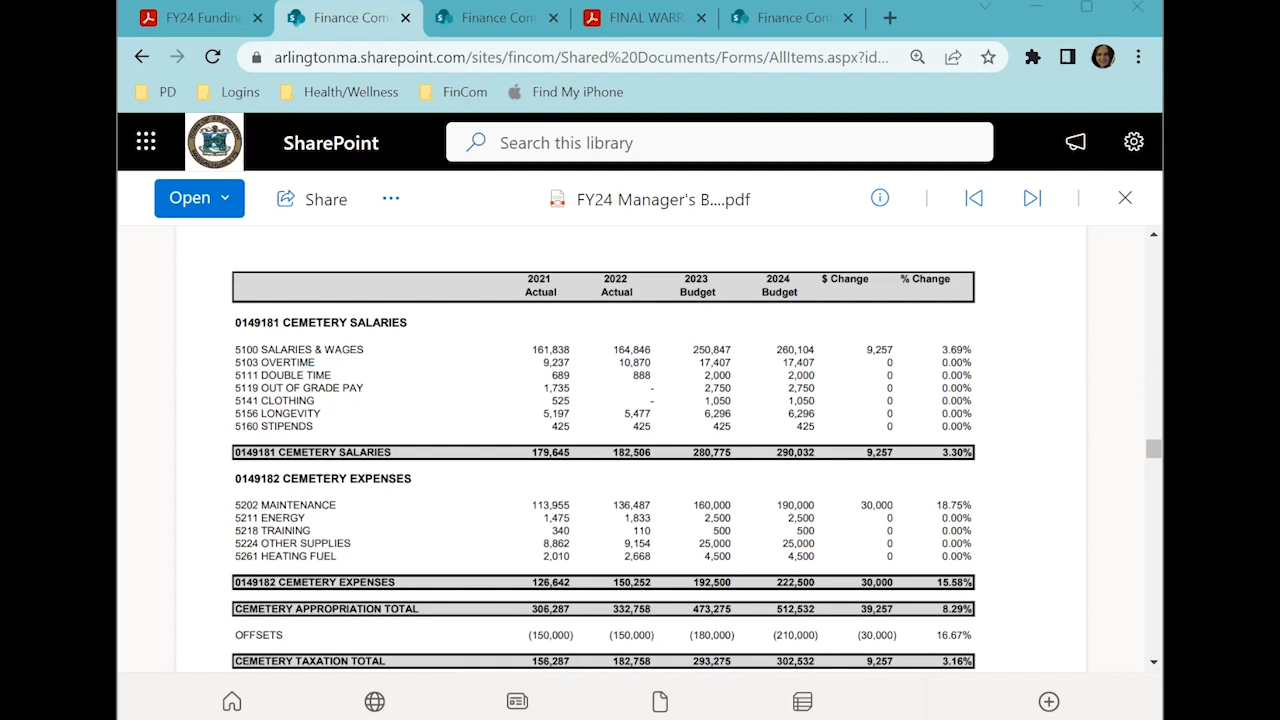 FY24 Fundin
Finance Com
Finance Com
FINAL WARR
Finance Com
arlingtonma.sharepoint.com/sites/fincom/Shared%20Documents/Forms/AllItems.aspx?id...
PD Logins Health/Wellness FinCom Find My iPhone
SharePoint
Search this library
Open Share ... FY24 Manager's B....pdf
2021 2022 2023 2024 $ Change % Change
Actual Actual Budget Budget
0149181 CEMETERY SALARIES
5100 SALARIES & WAGES 161,838 164,846 250,847 260,104 9,257 3.69%
5103 OVERTIME 9,237 10,870 17,407 17,407 0 0.00%
5111 DOUBLE TIME 689 888 2,000 2,000 0 0.00%
5119 OUT OF GRADE PAY 1,735 - 2,750 2,750 0 0.00%
5141 CLOTHING 525 - 1,050 1,050 0 0.00%
5156 LONGEVITY 5,197 5,477 6,296 6,296 0 0.00%
5160 STIPENDS 425 425 425 425 0 0.00%
0149181 CEMETERY SALARIES 179,645 182,506 280,775 290,032 9,257 3.30%
0149182 CEMETERY EXPENSES
5202 MAINTENANCE 113,955 136,487 160,000 190,000 30,000 18.75%
5211 ENERGY 1,475 1,833 2,500 2,500 0 0.00%
5218 TRAINING 340 110 500 500 0 0.00%
5224 OTHER SUPPLIES 8,862 9,154 25,000 25,000 0 0.00%
5261 HEATING FUEL 2,010 2,668 4,500 4,500 0 0.00%
0149182 CEMETERY EXPENSES 126,642 150,252 192,500 222,500 30,000 15.58%
CEMETERY APPROPRIATION TOTAL 306,287 332,758 473,275 512,532 39,257 8.29%
OFFSETS (150,000) (150,000) (180,000) (210,000) (30,000) 16.67%
CEMETERY TAXATION TOTAL 156,287 182,758 293,275 302,532 9,257 3.16%